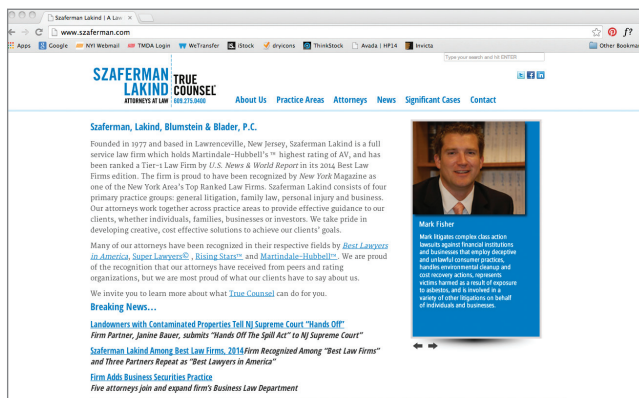 Szaferman Lakind | A Law
www.szaferman.com
Apps Google NYI Webmail TMDA Login WeTransfer iStock dryicons ThinkStock Avada | HP14 Invicta Other Bookmar
Type your search and hit ENTER
SZAFERMAN LAKIND
ATTORNEYS AT LAW
TRUE COUNSEL
609.275.0400
About Us Practice Areas Attorneys News Significant Cases Contact
Szaferman, Lakind, Blumstein & Blader, P.C.
Founded in 1977 and based in Lawrenceville, New Jersey, Szaferman Lakind is a full
service law firm which holds Martindale-Hubbell's ™ highest rating of AV, and has
been ranked a Tier-1 Law Firm by U.S. News & World Report in its 2014 Best Law
Firms edition. The firm is proud to have been recognized by New York Magazine as
one of the New York Area's Top Ranked Law Firms. Szaferman Lakind consists of four
primary practice groups: general litigation, family law, personal injury and business.
Our attorneys work together across practice areas to provide effective guidance to our
clients, whether individuals, families, businesses or investors. We take pride in
developing creative, cost effective solutions to achieve our clients' goals.
Many of our attorneys have been recognized in their respective fields by Best Lawyers
in America, Super Lawyers© , Rising Stars™ and Martindale-Hubbell™. We are proud
of the recognition that our attorneys have received from peers and rating
organizations, but we are most proud of what our clients have to say about us.
We invite you to learn more about what True Counsel can do for you.
Breaking News...
Landowners with Contaminated Properties Tell NJ Supreme Court "Hands Off"
Firm Partner, Janine Bauer, submits "Hands Off The Spill Act" to NJ Supreme Court"
Szaferman Lakind Among Best Law Firms, 2014Firm Recognized Among "Best Law Firms"
and Three Partners Repeat as "Best Lawyers in America"
Firm Adds Business Securities Practice
Five attorneys join and expand firm's Business Law Department
Mark Fisher
Mark litigates complex class action
lawsuits against financial institutions
and businesses that employ deceptive
and unlawful consumer practices,
handles environmental cleanup and
cost recovery actions, represents
victims harmed as a result of exposure
to asbestos, and is involved in a
variety of other litigations on behalf
of individuals and businesses.